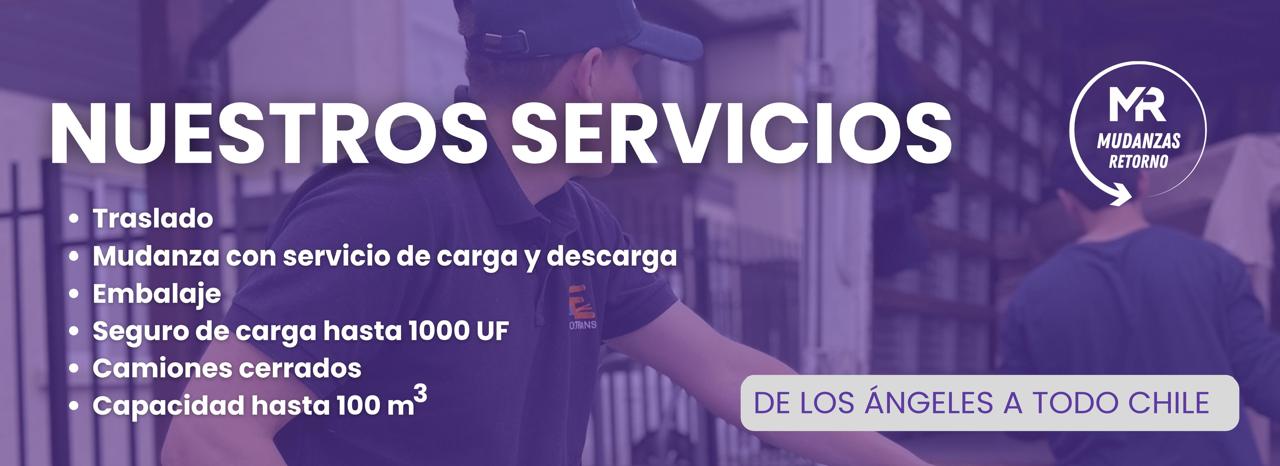 NUESTROS SERVICIOS
MR
MUDANZAS
RETORNO
• Traslado
• Mudanza con servicio de carga y descarga
• Embalaje
• Seguro de carga hasta 1000 UF
• Camiones cerrados
• Capacidad hasta 100 m³
DE LOS ÁNGELES A TODO CHILE